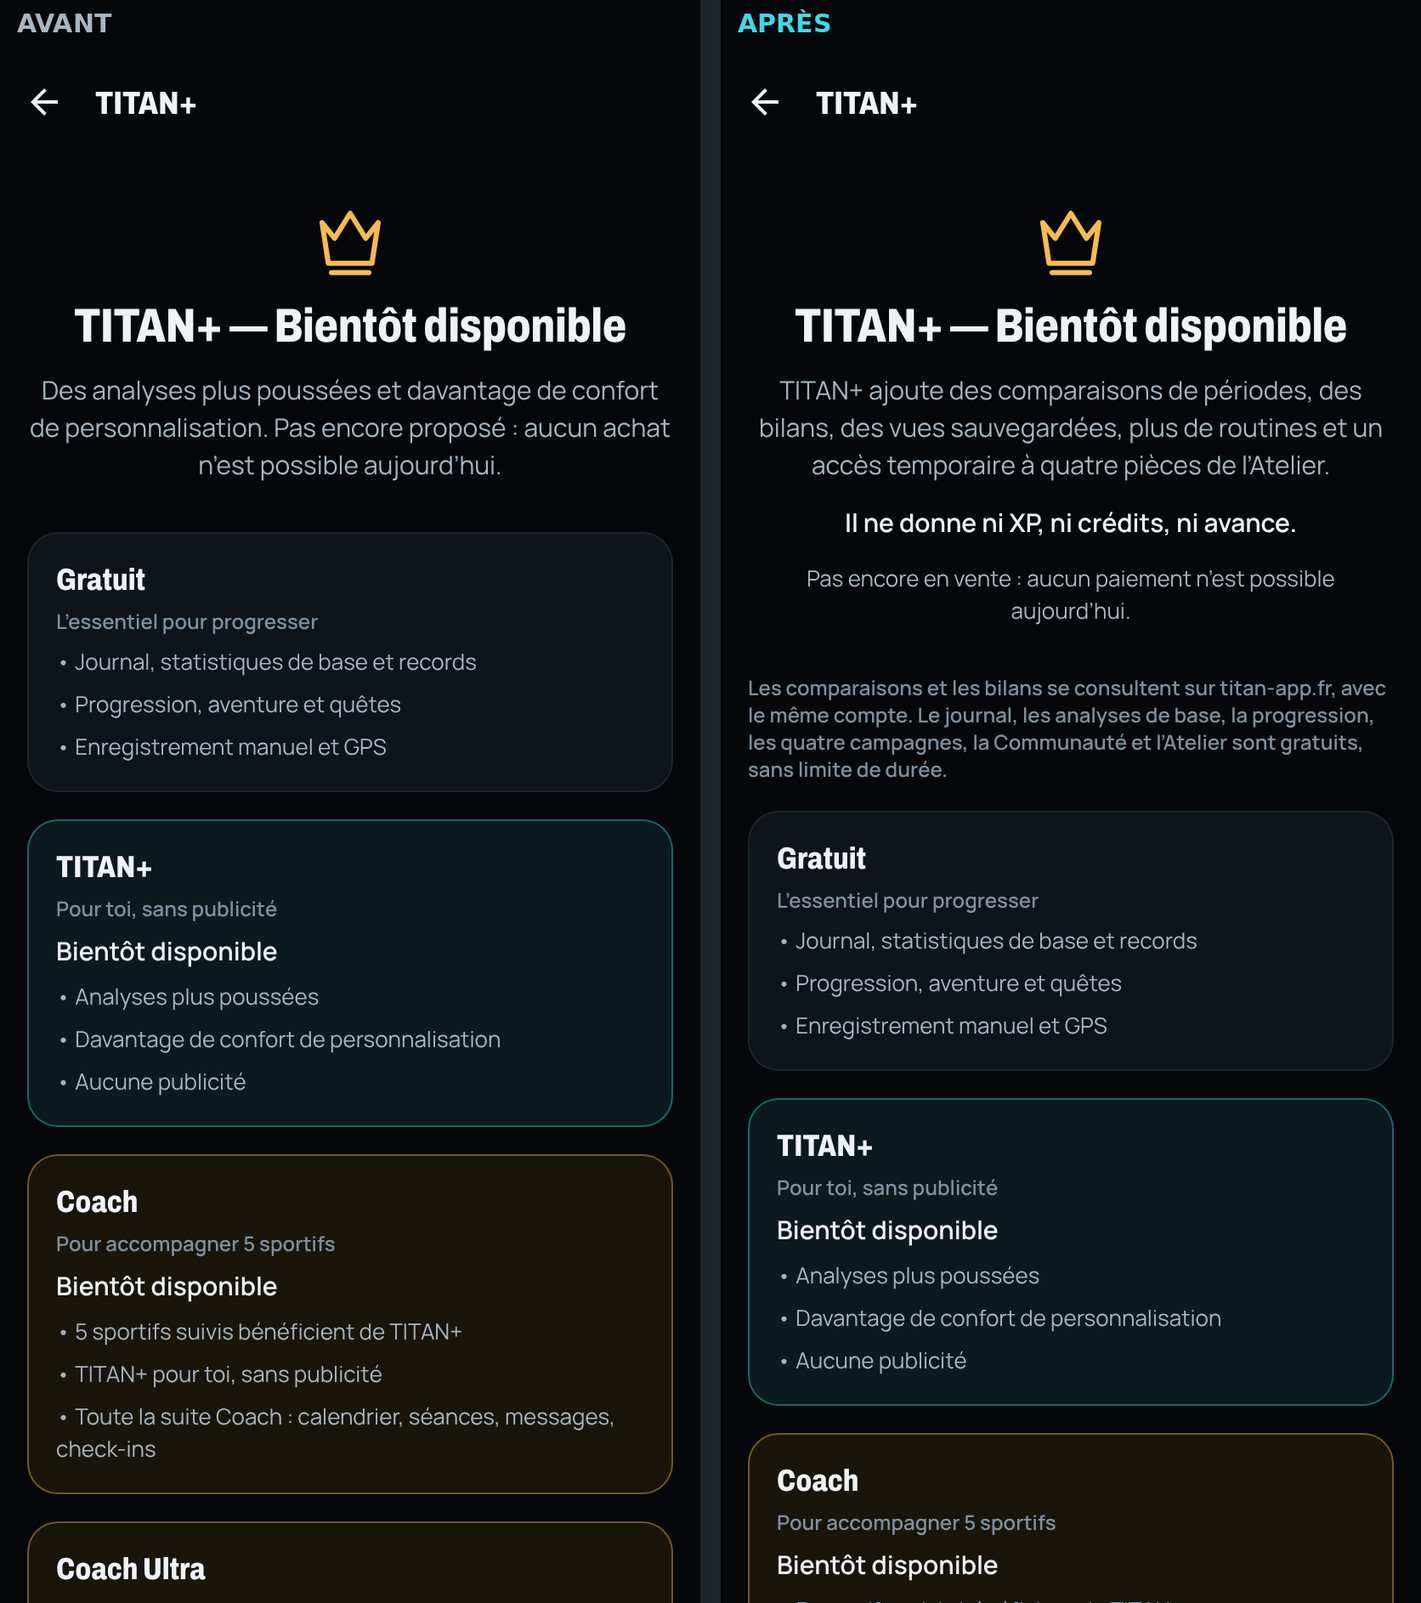 AVANT
TITAN+
TITAN+ — Bientôt disponible
Des analyses plus poussées et davantage de confort
de personnalisation. Pas encore proposé : aucun achat
n’est possible aujourd’hui.
Gratuit
L’essentiel pour progresser
• Journal, statistiques de base et records
• Progression, aventure et quêtes
• Enregistrement manuel et GPS
TITAN+
Pour toi, sans publicité
Bientôt disponible
• Analyses plus poussées
• Davantage de confort de personnalisation
• Aucune publicité
Coach
Pour accompagner 5 sportifs
Bientôt disponible
• 5 sportifs suivis bénéficient de TITAN+
• TITAN+ pour toi, sans publicité
• Toute la suite Coach : calendrier, séances, messages,
check-ins
Coach Ultra
APRÈS
TITAN+
TITAN+ — Bientôt disponible
TITAN+ ajoute des comparaisons de périodes, des
bilans, des vues sauvegardées, plus de routines et un
accès temporaire à quatre pièces de l’Atelier.
Il ne donne ni XP, ni crédits, ni avance.
Pas encore en vente : aucun paiement n’est possible
aujourd’hui.
Les comparaisons et les bilans se consultent sur titan-app.fr, avec
le même compte. Le journal, les analyses de base, la progression,
les quatre campagnes, la Communauté et l’Atelier sont gratuits,
sans limite de durée.
Gratuit
L’essentiel pour progresser
• Journal, statistiques de base et records
• Progression, aventure et quêtes
• Enregistrement manuel et GPS
TITAN+
Pour toi, sans publicité
Bientôt disponible
• Analyses plus poussées
• Davantage de confort de personnalisation
• Aucune publicité
Coach
Pour accompagner 5 sportifs
Bientôt disponible